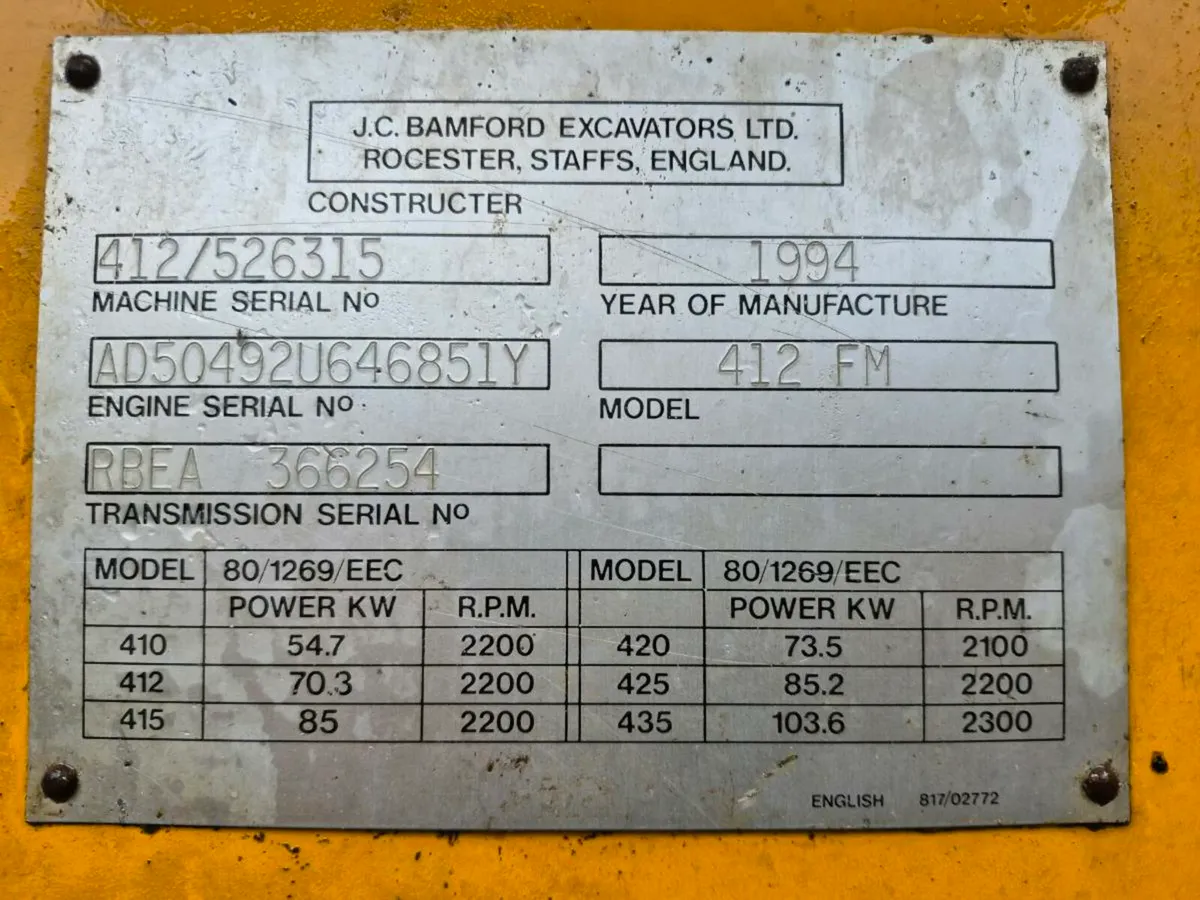 J.C. BAMFORD EXCAVATORS LTD.
ROCESTER, STAFFS, ENGLAND.
CONSTRUCTER
412/526315 1994
MACHINE SERIAL No YEAR OF MANUFACTURE
AD50492U646851Y 412 FM
ENGINE SERIAL No MODEL
RBEA 366254
TRANSMISSION SERIAL No
MODEL 80/1269/EEC MODEL 80/1269/EEC
POWER KW R.P.M. POWER KW R.P.M.
410 54.7 2200 420 73.5 2100
412 70.3 2200 425 85.2 2200
415 85 2200 435 103.6 2300
ENGLISH 817/02772